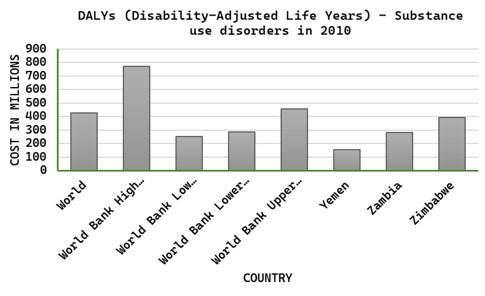 DALYs (Disability-Adjusted Life Years) - Substance
use disorders in 2010
COST IN MILLIONS
900
800
700
600
500
400
300
200
100
0
World
World Bank High…
World Bank Low…
World Bank Lower…
World Bank Upper…
Yemen
Zambia
Zimbabwe
COUNTRY